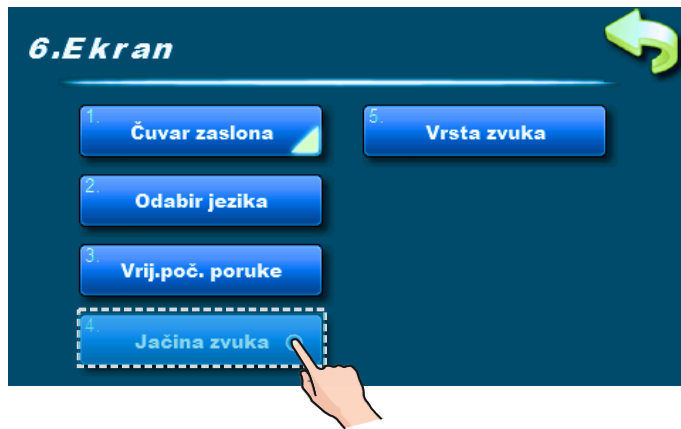 6.Ekran
1.
Čuvar zaslona
2.
Odabir jezika
3.
Vrij.poč. poruke
4.
Jačina zvuka
5.
Vrsta zvuka